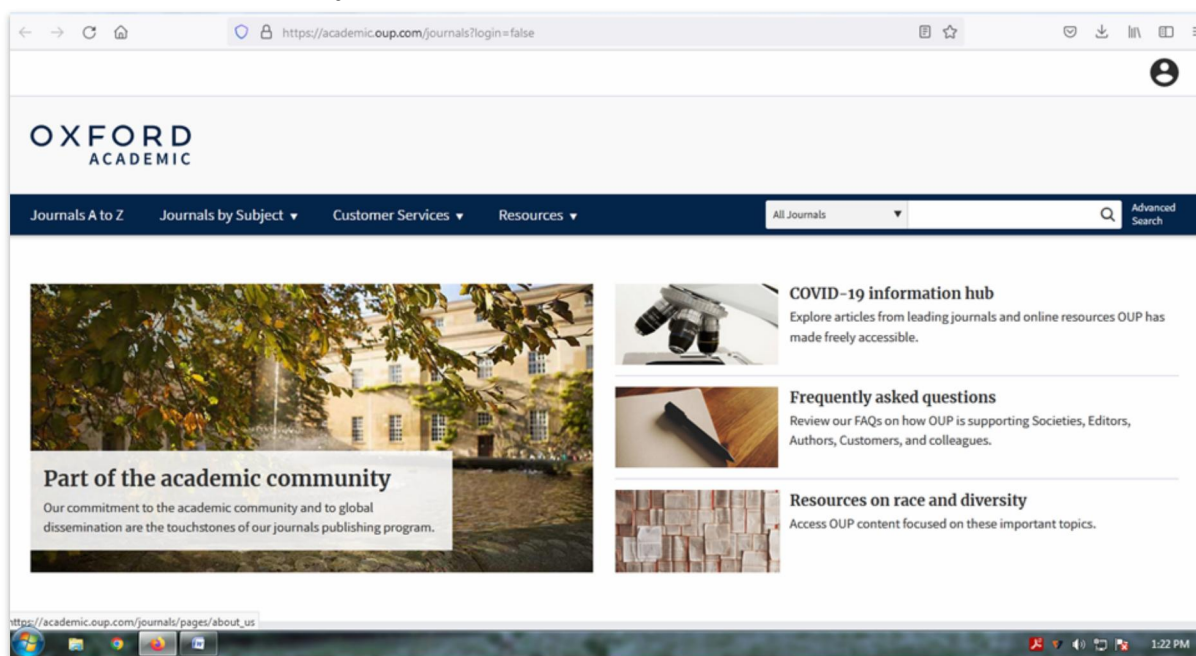 https://academic.oup.com/journals?login=false
OXFORD
ACADEMIC
Journals A to Z Journals by Subject ▼ Customer Services ▼ Resources ▼ All Journals ▼ Advanced
Search
COVID-19 information hub
Explore articles from leading journals and online resources OUP has
made freely accessible.
Frequently asked questions
Review our FAQs on how OUP is supporting Societies, Editors,
Authors, Customers, and colleagues.
Part of the academic community
Our commitment to the academic community and to global
dissemination are the touchstones of our journals publishing program.
Resources on race and diversity
Access OUP content focused on these important topics.
https://academic.oup.com/journals/pages/about_us
1:22 PM